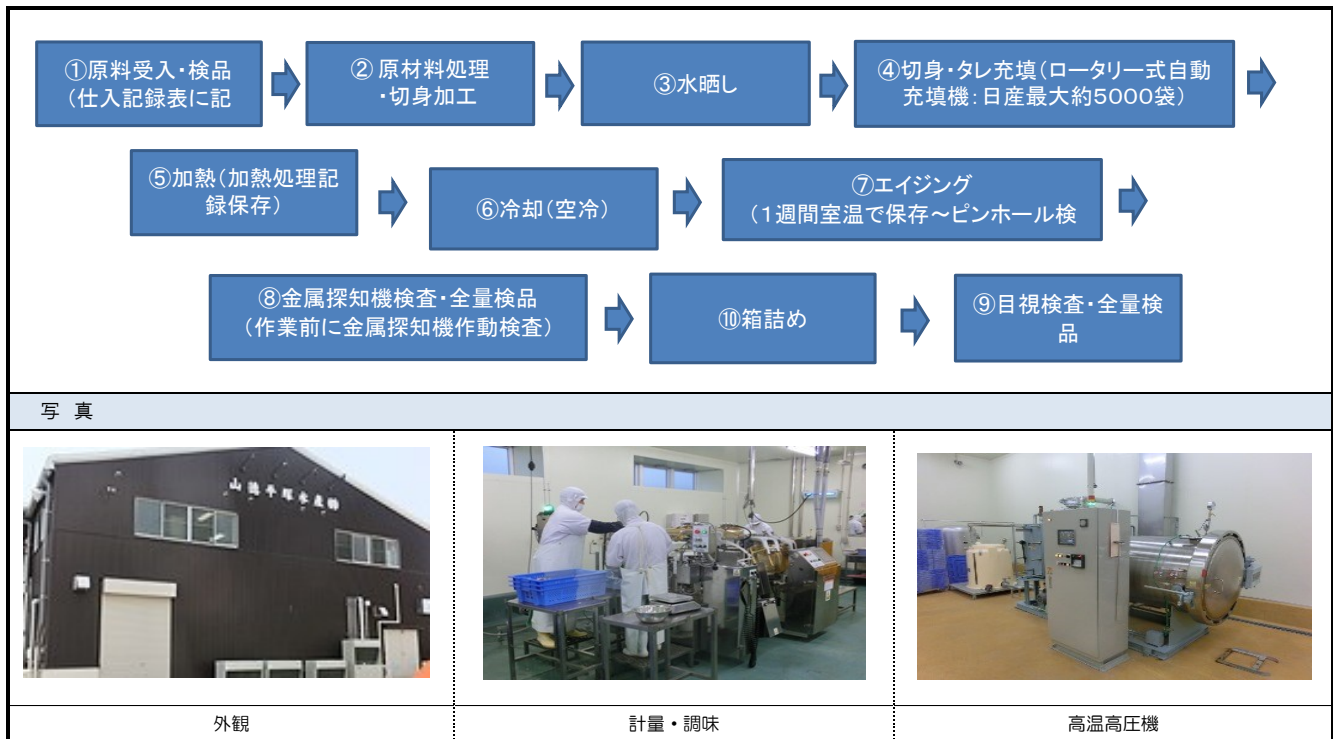 ①原料受入・検品
（仕入記録表に記
②原材料処理
・切身加工
③水晒し
④切身・タレ充填（ロータリー式自動
充填機：日産最大約５０００袋）
⑤加熱（加熱処理記
録保存）
⑥冷却（空冷）
⑦エイジング
（１週間室温で保存～ピンホール検
⑧金属探知機検査・全量検品
（作業前に金属探知機作動検査）
⑩箱詰め
⑨目視検査・全量検
品
写 真
山徳平塚水産㈱
外観
計量・調味
高温高圧機